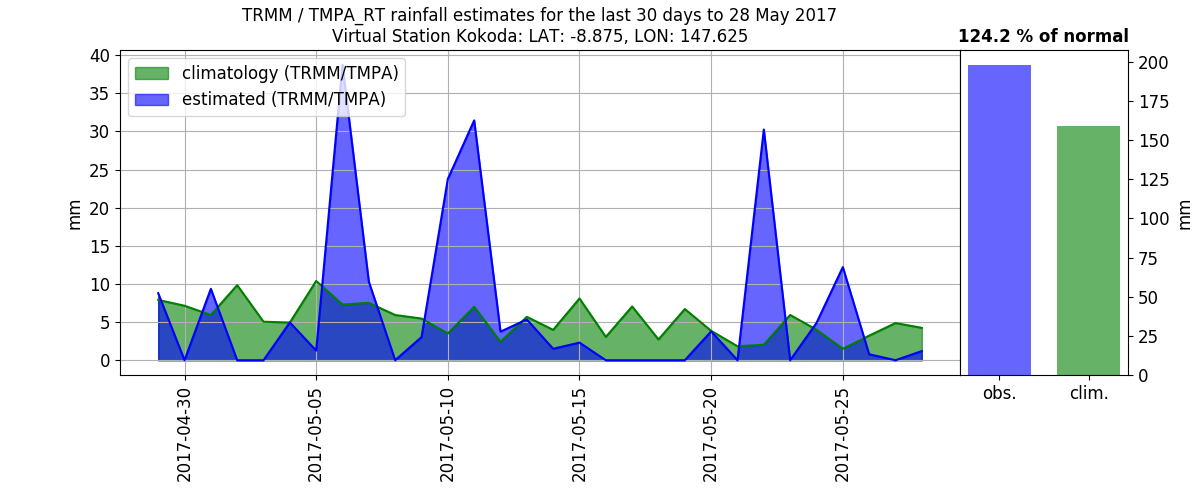 TRMM / TMPA_RT rainfall estimates for the last 30 days to 28 May 2017
Virtual Station Kokoda: LAT: -8.875, LON: 147.625
124.2 % of normal
climatology (TRMM/TMPA)
estimated (TRMM/TMPA)
mm
40
35
30
25
20
15
10
5
0
2017-04-30
2017-05-05
2017-05-10
2017-05-15
2017-05-20
2017-05-25
200
175
150
125
100
75
50
25
0
mm
obs.
clim.